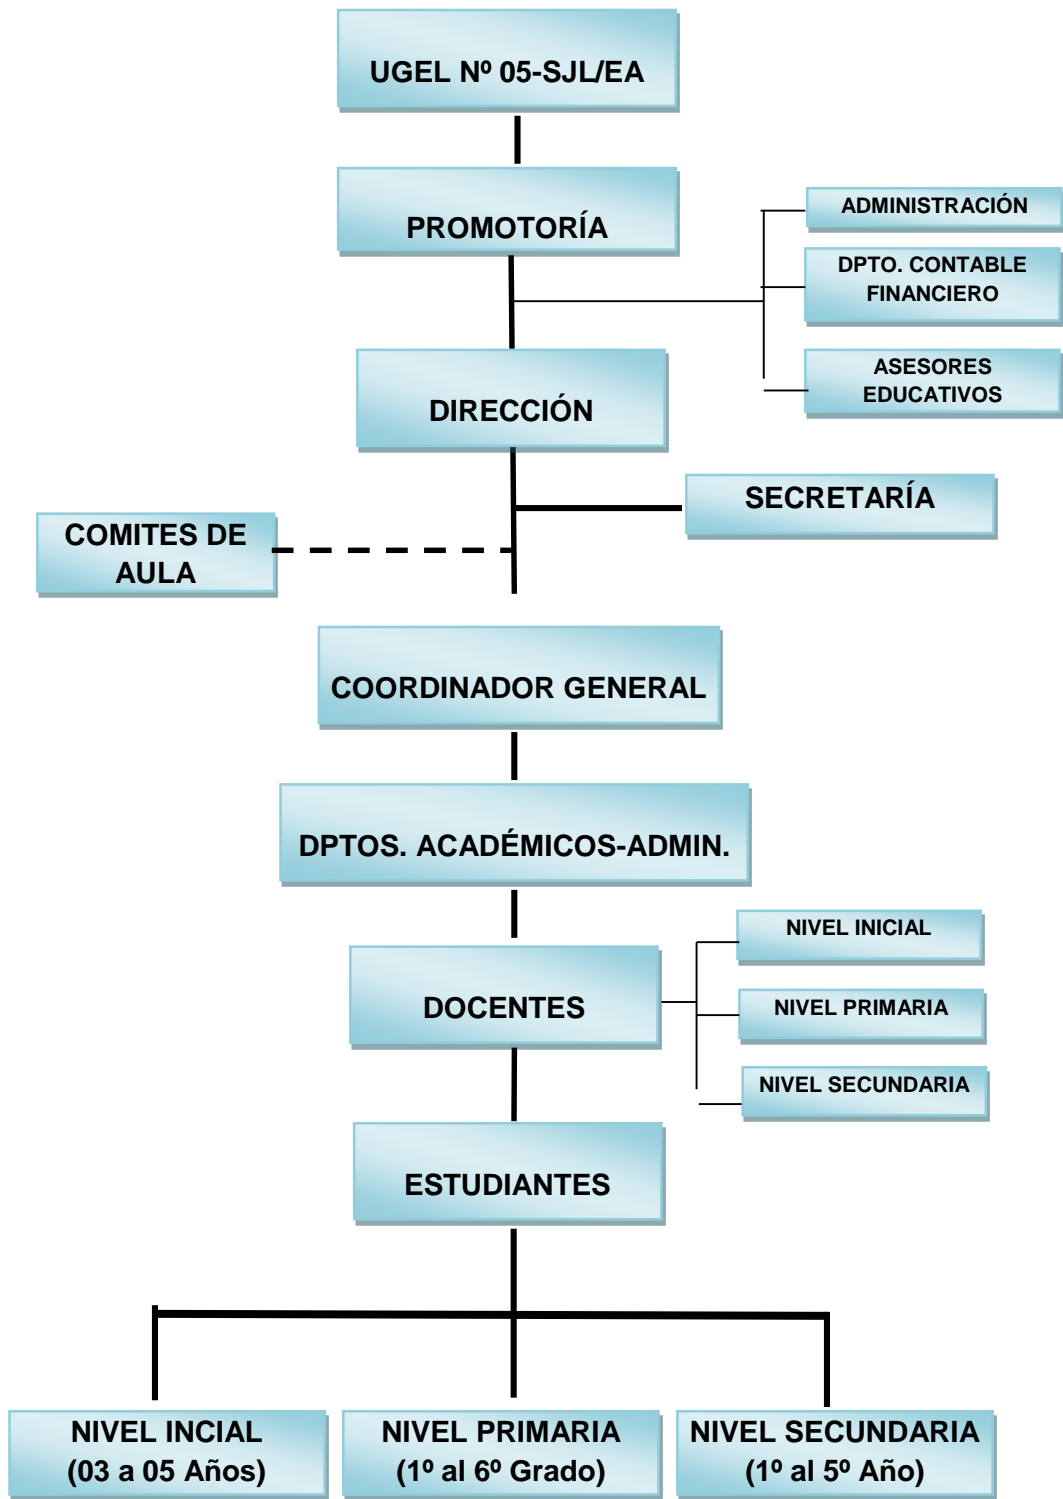 UGEL Nº 05-SJL/EA
PROMOTORÍA
ADMINISTRACIÓN
DPTO. CONTABLE
FINANCIERO
ASESORES
EDUCATIVOS
DIRECCIÓN
SECRETARÍA
COMITES DE
AULA
COORDINADOR GENERAL
DPTOS. ACADÉMICOS-ADMIN.
DOCENTES
NIVEL INICIAL
NIVEL PRIMARIA
NIVEL SECUNDARIA
ESTUDIANTES
NIVEL INCIAL
(03 a 05 Años)
NIVEL PRIMARIA
(1º al 6º Grado)
NIVEL SECUNDARIA
(1º al 5º Año)